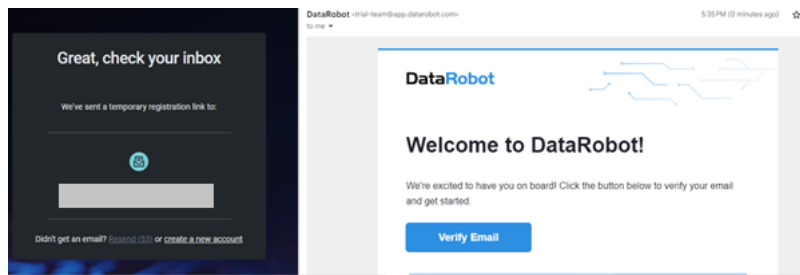 Great, check your inbox
We've sent a temporary registration link to:
Didn't get an email? Resend (53) or create a new account
DataRobot <trial-team@app.datarobot.com>
to me
5:35 PM (0 minutes ago)
DataRobot
Welcome to DataRobot!
We're excited to have you on board! Click the button below to verify your email
and get started.
Verify Email